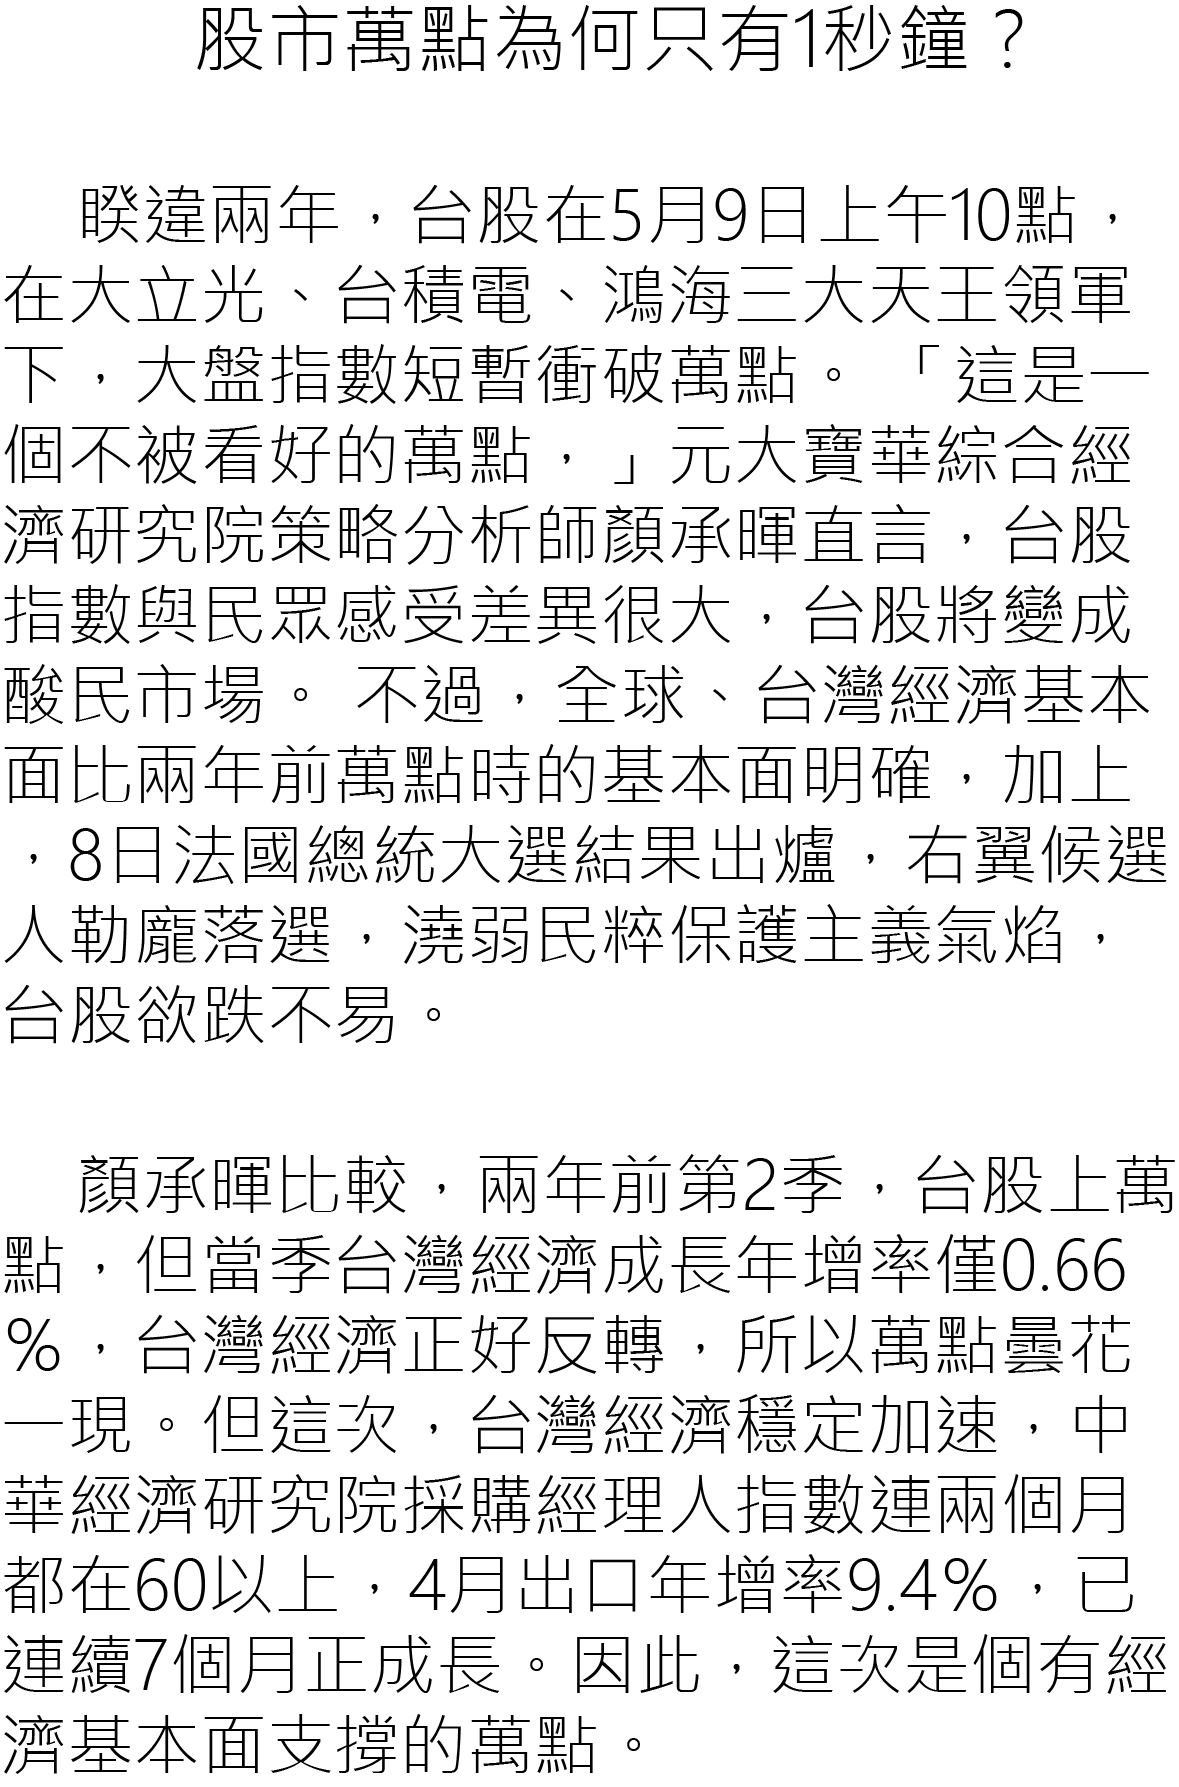 股市萬點為何只有1秒鐘？
睽違兩年，台股在5月9日上午10點，
在大立光、台積電、鴻海三大天王領軍
下，大盤指數短暫衝破萬點。「這是一
個不被看好的萬點，」元大寶華綜合經
濟研究院策略分析師顏承暉直言，台股
指數與民眾感受差異很大，台股將變成
酸民市場。 不過，全球、台灣經濟基本
面比兩年前萬點時的基本面明確，加上
，8日法國總統大選結果出爐，右翼候選
人勒龐落選，澆弱民粹保護主義氣焰，
台股欲跌不易。
顏承暉比較，兩年前第2季，台股上萬
點，但當季台灣經濟成長年增率僅0.66
%，台灣經濟正好反轉，所以萬點曇花
一現。但這次，台灣經濟穩定加速，中
華經濟研究院採購經理人指數連兩個月
都在60以上，4月出口年增率9.4%，已
連續7個月正成長。因此，這次是個有經
濟基本面支撐的萬點。